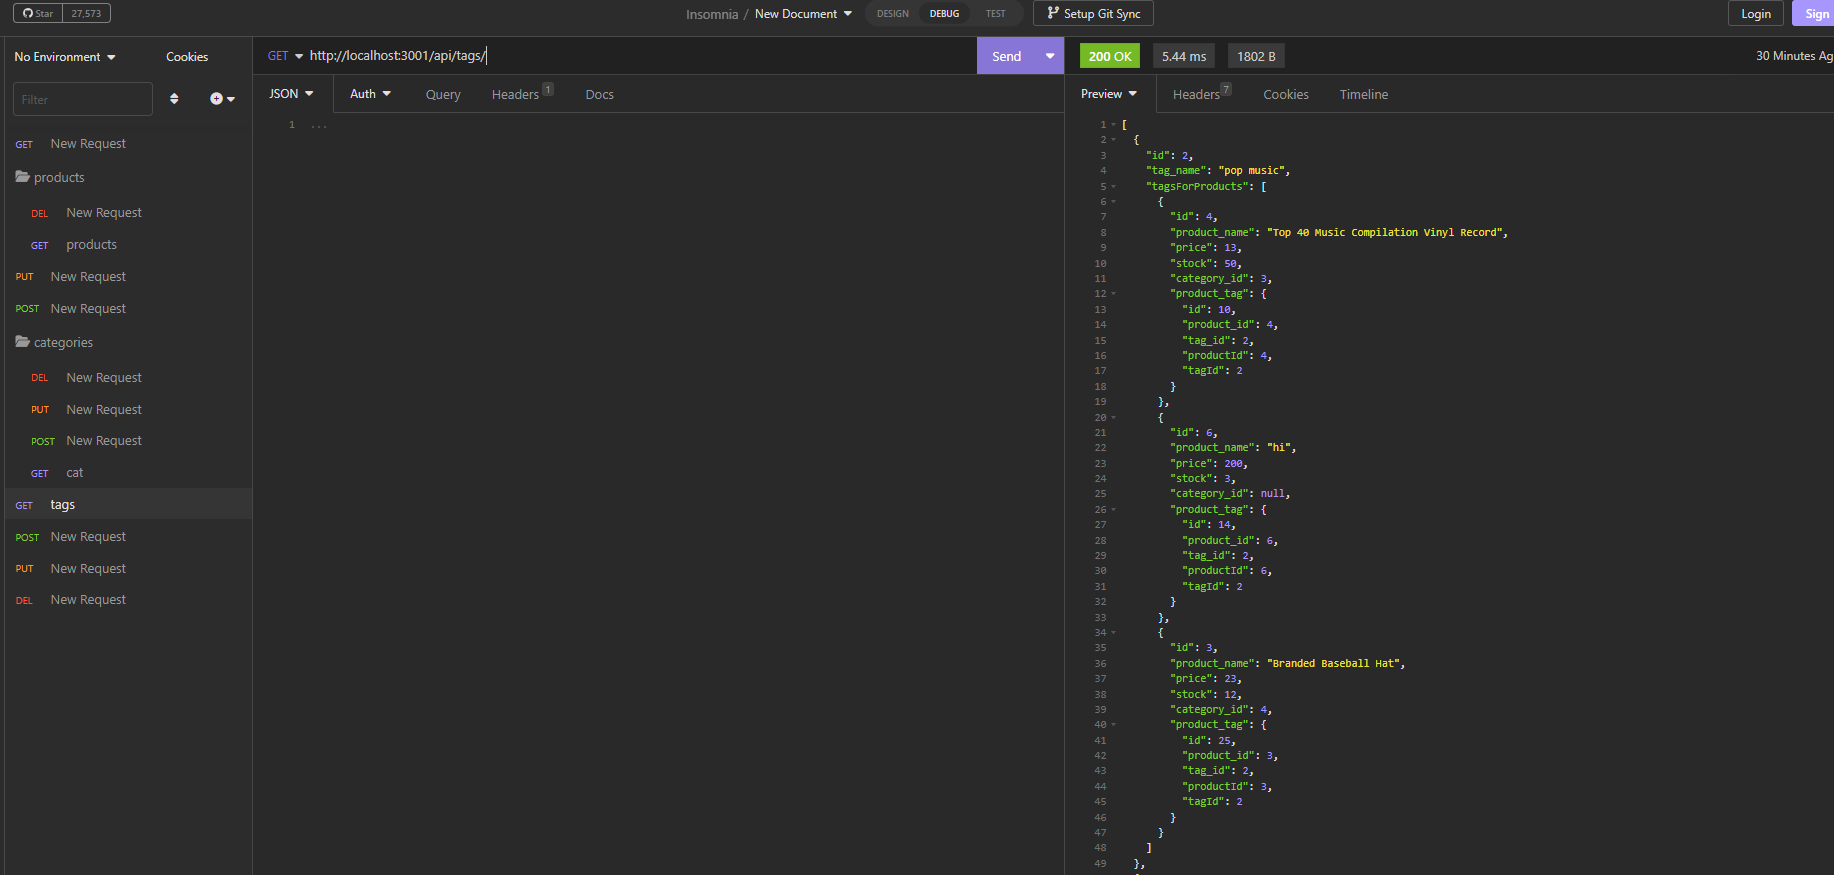 Star 27,573
Insomnia / New Document
DESIGN DEBUG TEST
Setup Git Sync
Login
Sign
No Environment
Cookies
Filter
GET New Request
products
DEL New Request
GET products
PUT New Request
POST New Request
categories
DEL New Request
PUT New Request
POST New Request
GET cat
GET tags
POST New Request
PUT New Request
DEL New Request
GET http://localhost:3001/api/tags/
Send
JSON Auth Query Headers 1 Docs
1 ...
200 OK 5.44 ms 1802 B
30 Minutes Ag
Preview Headers 7 Cookies Timeline
1 [
2 {
3 "id": 2,
4 "tag_name": "pop music",
5 "tagsForProducts": [
6 {
7 "id": 4,
8 "product_name": "Top 40 Music Compilation Vinyl Record",
9 "price": 13,
10 "stock": 50,
11 "category_id": 3,
12 "product_tag": {
13 "id": 10,
14 "product_id": 4,
15 "tag_id": 2,
16 "productId": 4,
17 "tagId": 2
18 }
19 },
20 {
21 "id": 6,
22 "product_name": "hi",
23 "price": 200,
24 "stock": 3,
25 "category_id": null,
26 "product_tag": {
27 "id": 14,
28 "product_id": 6,
29 "tag_id": 2,
30 "productId": 6,
31 "tagId": 2
32 }
33 },
34 {
35 "id": 3,
36 "product_name": "Branded Baseball Hat",
37 "price": 23,
38 "stock": 12,
39 "category_id": 4,
40 "product_tag": {
41 "id": 25,
42 "product_id": 3,
43 "tag_id": 2,
44 "productId": 3,
45 "tagId": 2
46 }
47 }
48 ]
49 },